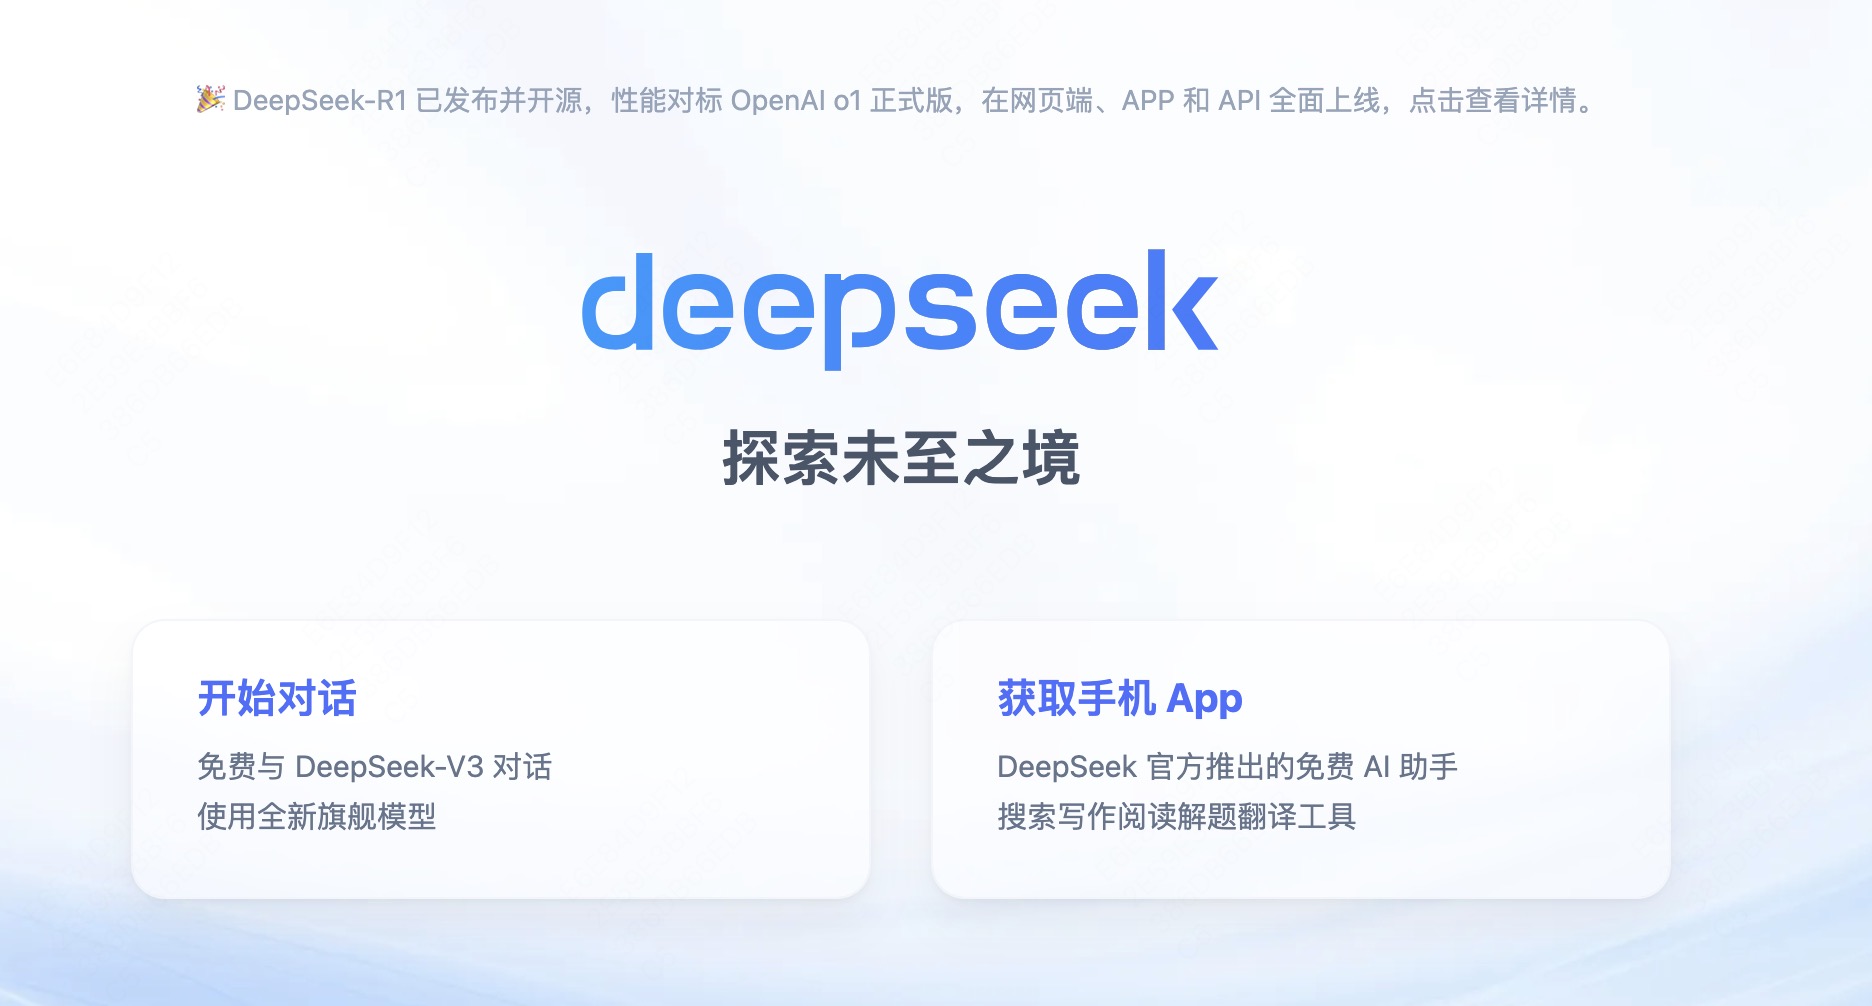 🎉 DeepSeek-R1 已发布并开源，性能对标 OpenAI o1 正式版，在网页端、APP 和 API 全面上线，点击查看详情。
deepseek
探索未至之境
开始对话
免费与 DeepSeek-V3 对话
使用全新旗舰模型
获取手机 App
DeepSeek 官方推出的免费 AI 助手
搜索写作阅读解题翻译工具